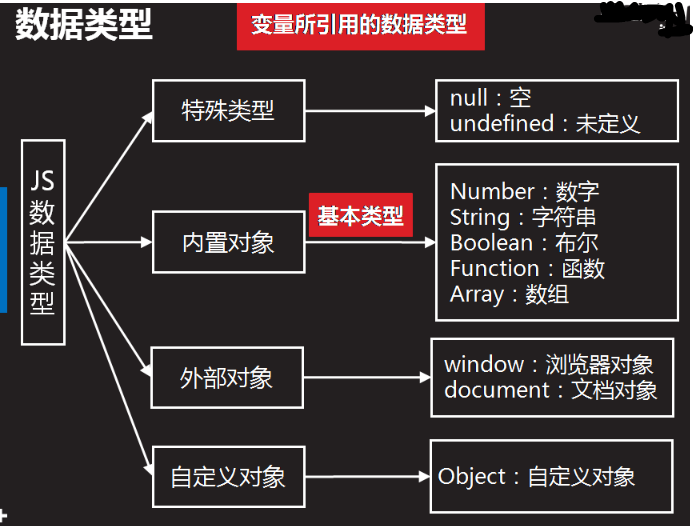 数据类型
变量所引用的数据类型
JS数据类型
特殊类型
null：空
undefined：未定义
内置对象
基本类型
Number：数字
String：字符串
Boolean：布尔
Function：函数
Array：数组
外部对象
window：浏览器对象
document：文档对象
自定义对象
Object：自定义对象